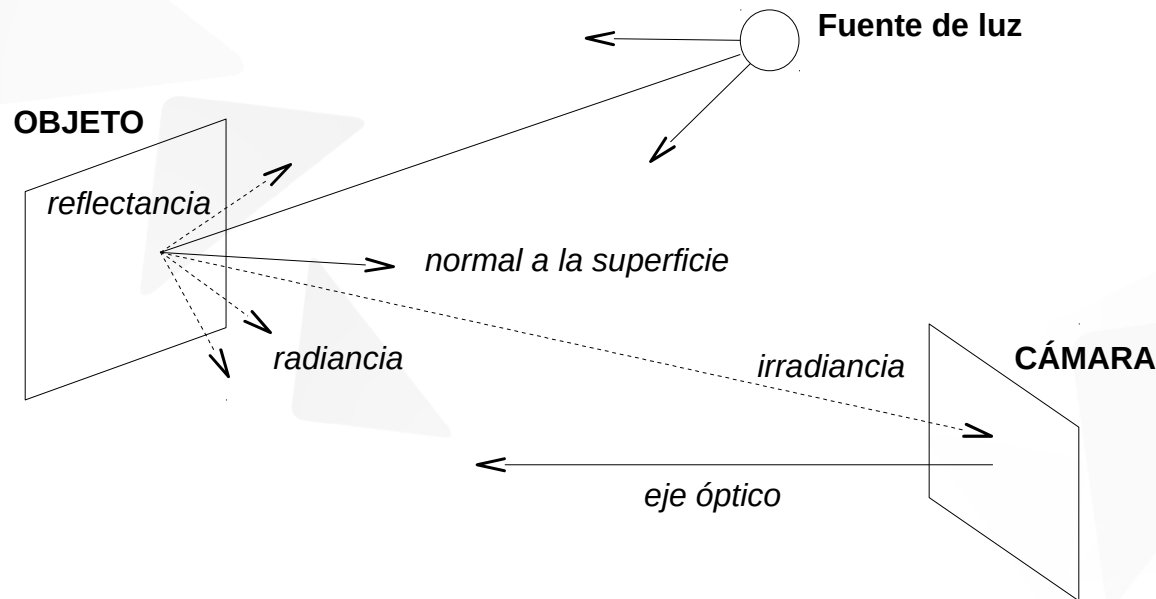 Fuente de luz
OBJETO
reflectancia
normal a la superficie
radiancia
irradiancia
CÁMARA
eje óptico